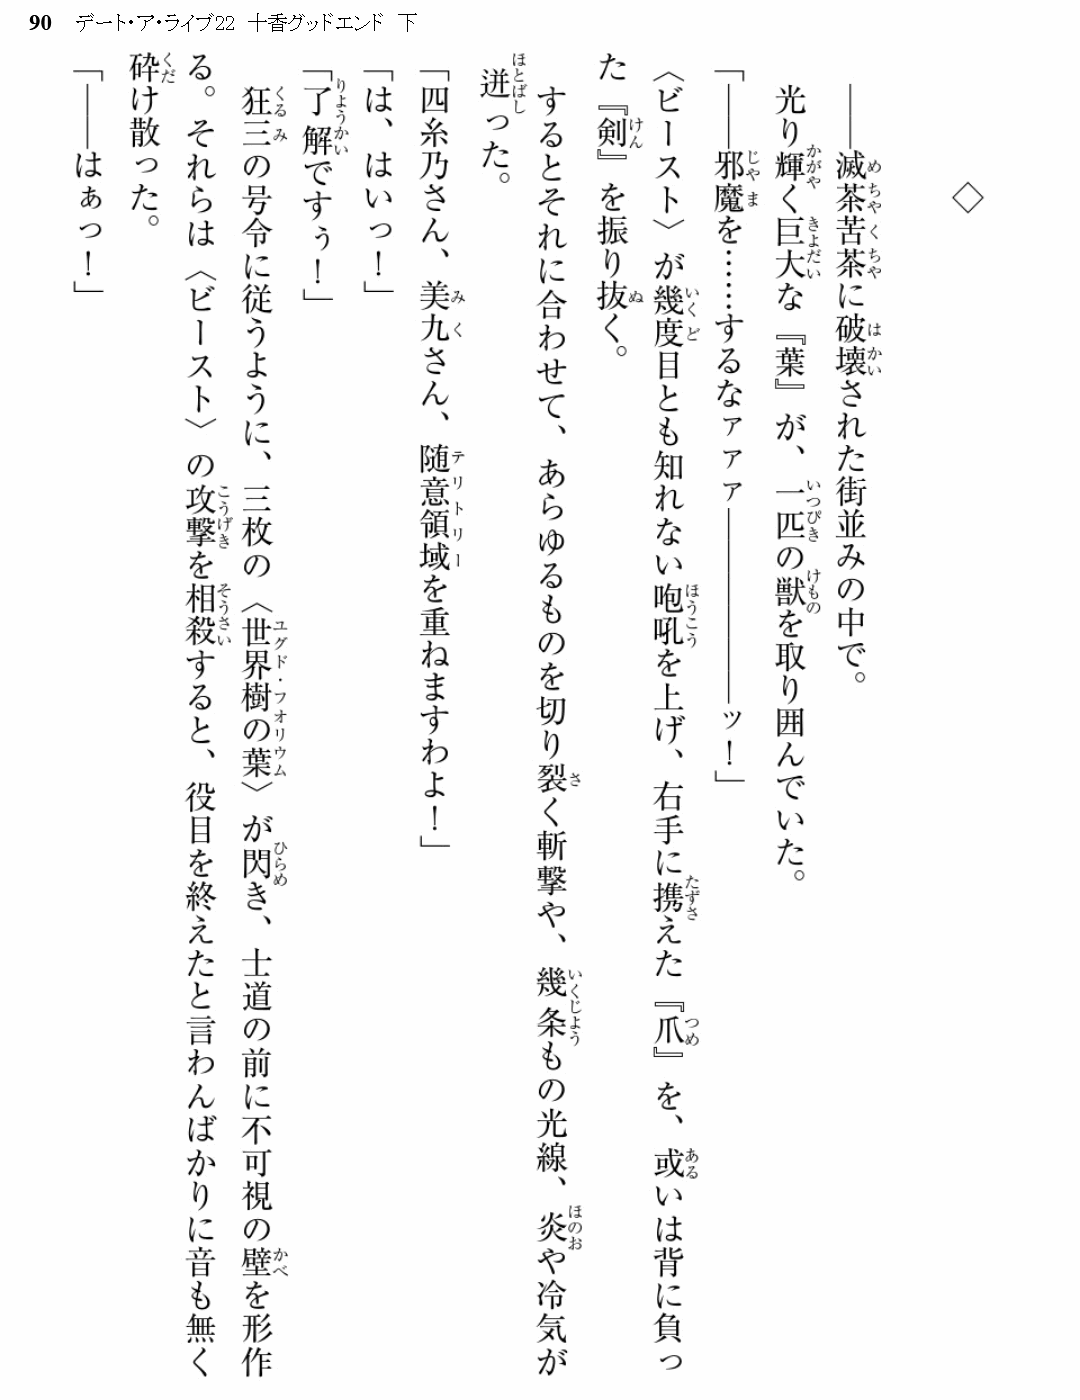 90 デート・ア・ライブ22 十香グッドエンド 下
◇
――滅茶苦茶に破壊された街並みの中で。
光り輝く巨大な『葉』が、一匹の獣を取り囲んでいた。
「――邪魔を……するなァァァ――――――ッ！」
〈ビースト〉が幾度目とも知れない咆吼を上げ、右手に携えた『爪』を、或いは背に負っ
た『剣』を振り抜く。
するとそれに合わせて、あらゆるものを切り裂く斬撃や、幾条もの光線、炎や冷気が
迸った。
「四糸乃さん、美九さん、随意領域を重ねますわよ！」
「は、はいっ！」
「了解ですぅ！」
狂三の号令に従うように、三枚の〈世界樹の葉〉が閃き、士道の前に不可視の壁を形作
る。それらは〈ビースト〉の攻撃を相殺すると、役目を終えたと言わんばかりに音も無く
砕け散った。
「――はぁっ！」